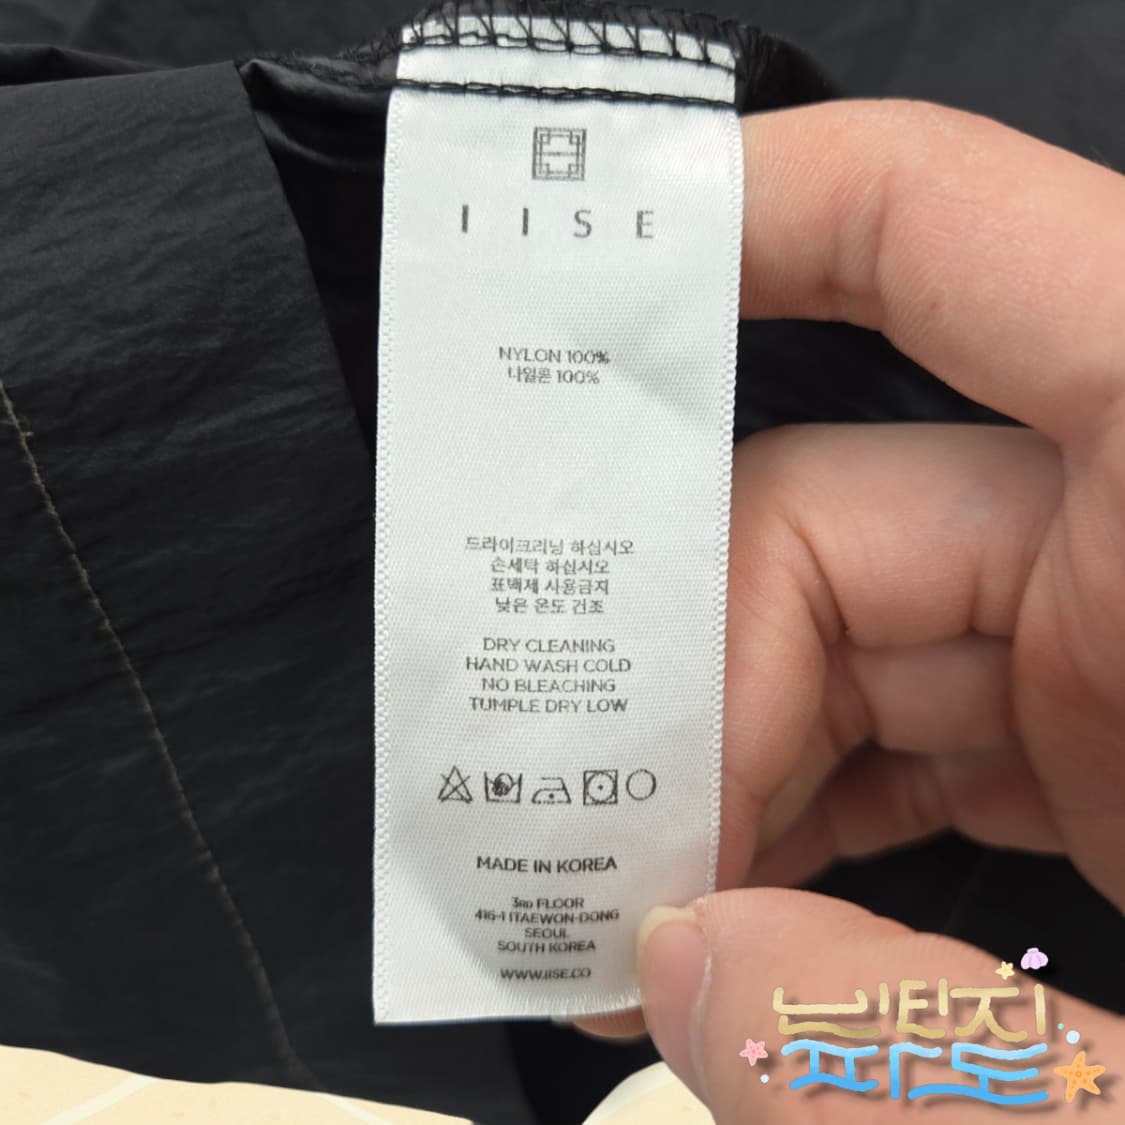 I I S E
NYLON 100%
나일론 100%
드라이크리닝 하십시오
손세탁 하십시오
표백제 사용금지
낮은 온도 건조
DRY CLEANING
HAND WASH COLD
NO BLEACHING
TUMPLE DRY LOW
MADE IN KOREA
3RD FLOOR
416-1 ITAEWON-DONG
SEOUL
SOUTH KOREA
WWW.IISE.CO
빈티지
파도